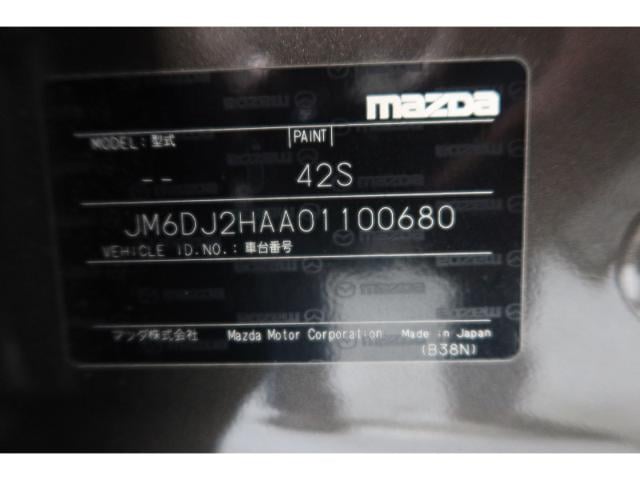 mazda
MODEL: 型式 PAINT
-- 42S
JM6DJ2HAA01100680
VEHICLE ID.NO.: 車台番号
マツダ株式会社 Mazda Motor Corporation Made in Japan
(B38N)